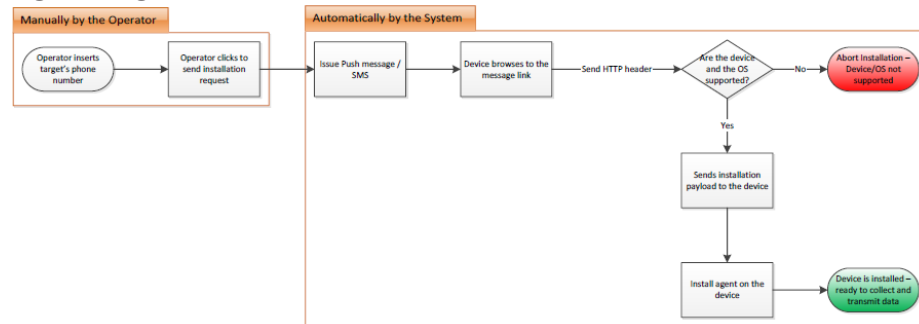 Manually by the Operator
Automatically by the System
Operator inserts
target's phone
number
Operator clicks to
send installation
request
Issue Push message /
SMS
Device browses to the
message link
Send HTTP header
Are the device
and the OS
supported?
No
Abort Installation –
Device/OS not
supported
Yes
Sends installation
payload to the device
Install agent on the
device
Device is installed –
ready to collect and
transmit data